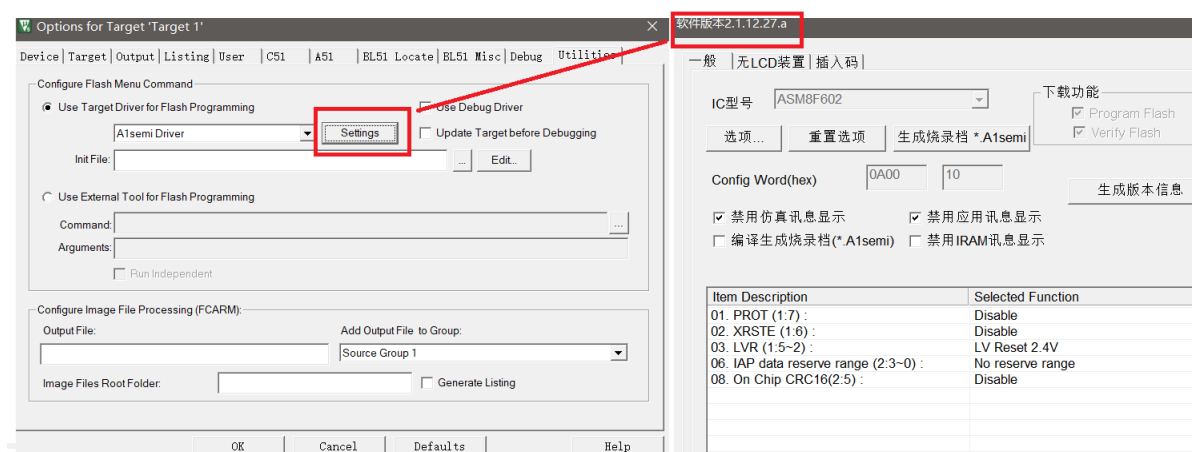 Options for Target 'Target 1'
Device Target Output Listing User C51 A51 BL51 Locate BL51 Misc Debug Utilities
Configure Flash Menu Command
Use Target Driver for Flash Programming
Use Debug Driver
A1semi Driver
Settings
Update Target before Debugging
Init File:
...
Edit...
Use External Tool for Flash Programming
Command:
...
Arguments:
Run Independent
Configure Image File Processing (FCARM):
Output File:
Add Output File to Group:
Source Group 1
Image Files Root Folder:
Generate Listing
OK Cancel Defaults Help
软件版本2.1.12.27.a
一般 无LCD装置 插入码
IC型号 ASM8F602
下载功能
Program Flash
Verify Flash
选项... 重置选项 生成烧录档 *.A1semi
Config Word(hex) 0A00 10
生成版本信息
禁用仿真讯息显示 禁用应用讯息显示
编译生成烧录档(*.A1semi) 禁用IRAM讯息显示
Item Description Selected Function
01. PROT (1:7) : Disable
02. XRSTE (1:6) : Disable
03. LVR (1:5~2) : LV Reset 2.4V
06. IAP data reserve range (2:3~0) : No reserve range
08. On Chip CRC16(2:5) : Disable